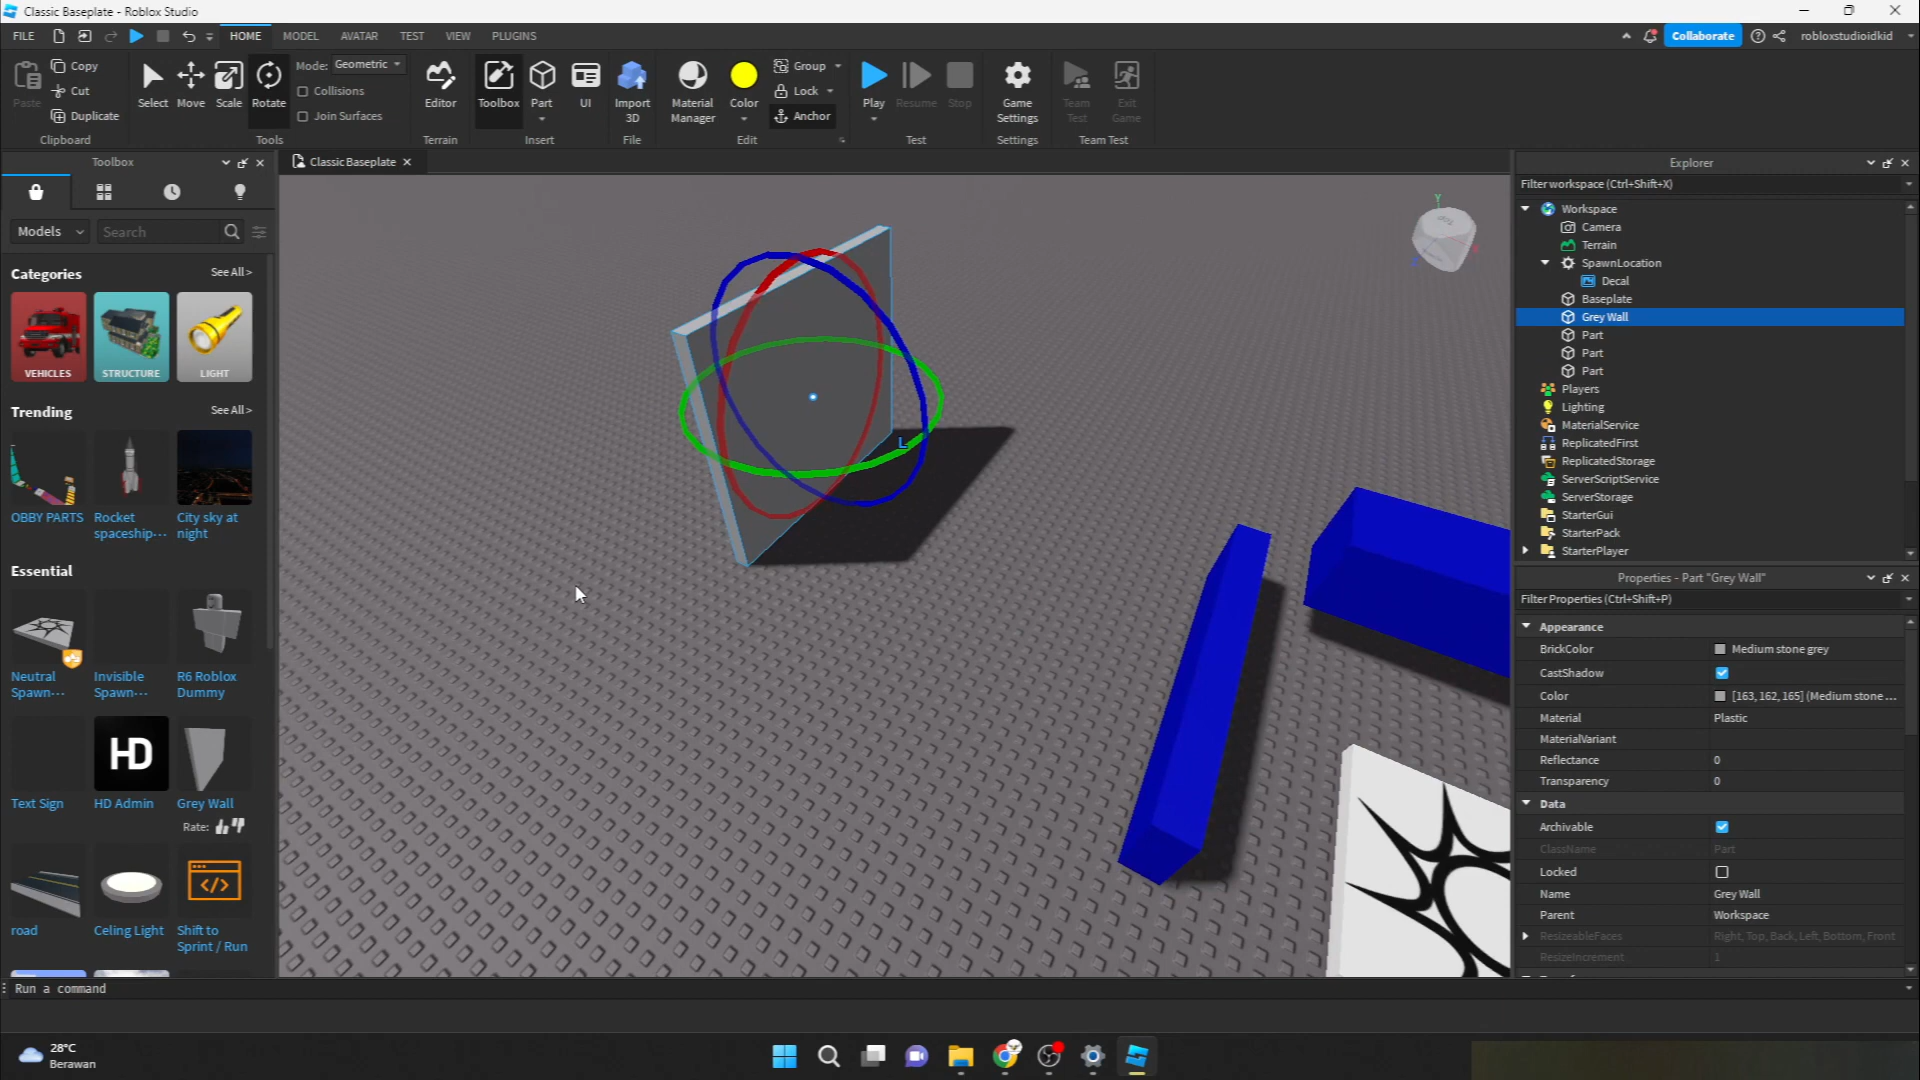 Classic Baseplate - Roblox Studio
FILE HOME MODEL AVATAR TEST VIEW PLUGINS
Collaborate robloxstudioidkid
Paste Copy Cut Duplicate
Select Move Scale Rotate
Mode: Geometric
Collisions
Join Surfaces
Editor Toolbox Part UI Import 3D Material Manager Color
Group
Lock
Anchor
Play Resume Stop Game Settings Team Test Exit Game
Clipboard Tools Terrain Insert File Edit Test Settings Team Test
Toolbox
Classic Baseplate
Models Search
Categories See All >
VEHICLES STRUCTURE LIGHT
Trending See All >
OBBY PARTS
Rocket spaceship···
City sky at night
Essential
Neutral Spawn···
Invisible Spawn···
R6 Roblox Dummy
HD
Text Sign HD Admin Grey Wall
Rate:
road
Celing Light
Shift to Sprint / Run
L
Y
Explorer
Filter workspace (Ctrl+Shift+X)
Workspace
Camera
Terrain
SpawnLocation
Decal
Baseplate
Grey Wall
Part
Part
Part
Players
Lighting
MaterialService
ReplicatedFirst
ReplicatedStorage
ServerScriptService
ServerStorage
StarterGui
StarterPack
StarterPlayer
Properties - Part "Grey Wall"
Filter Properties (Ctrl+Shift+P)
Appearance
BrickColor Medium stone grey
CastShadow
Color [163, 162, 165] (Medium stone ...
Material Plastic
MaterialVariant
Reflectance 0
Transparency 0
Data
Archivable
ClassName Part
Locked
Name Grey Wall
Parent Workspace
ResizeableFaces Right, Top, Back, Left, Bottom, Front
ResizeIncrement 1
Run a command
28°C
Berawan